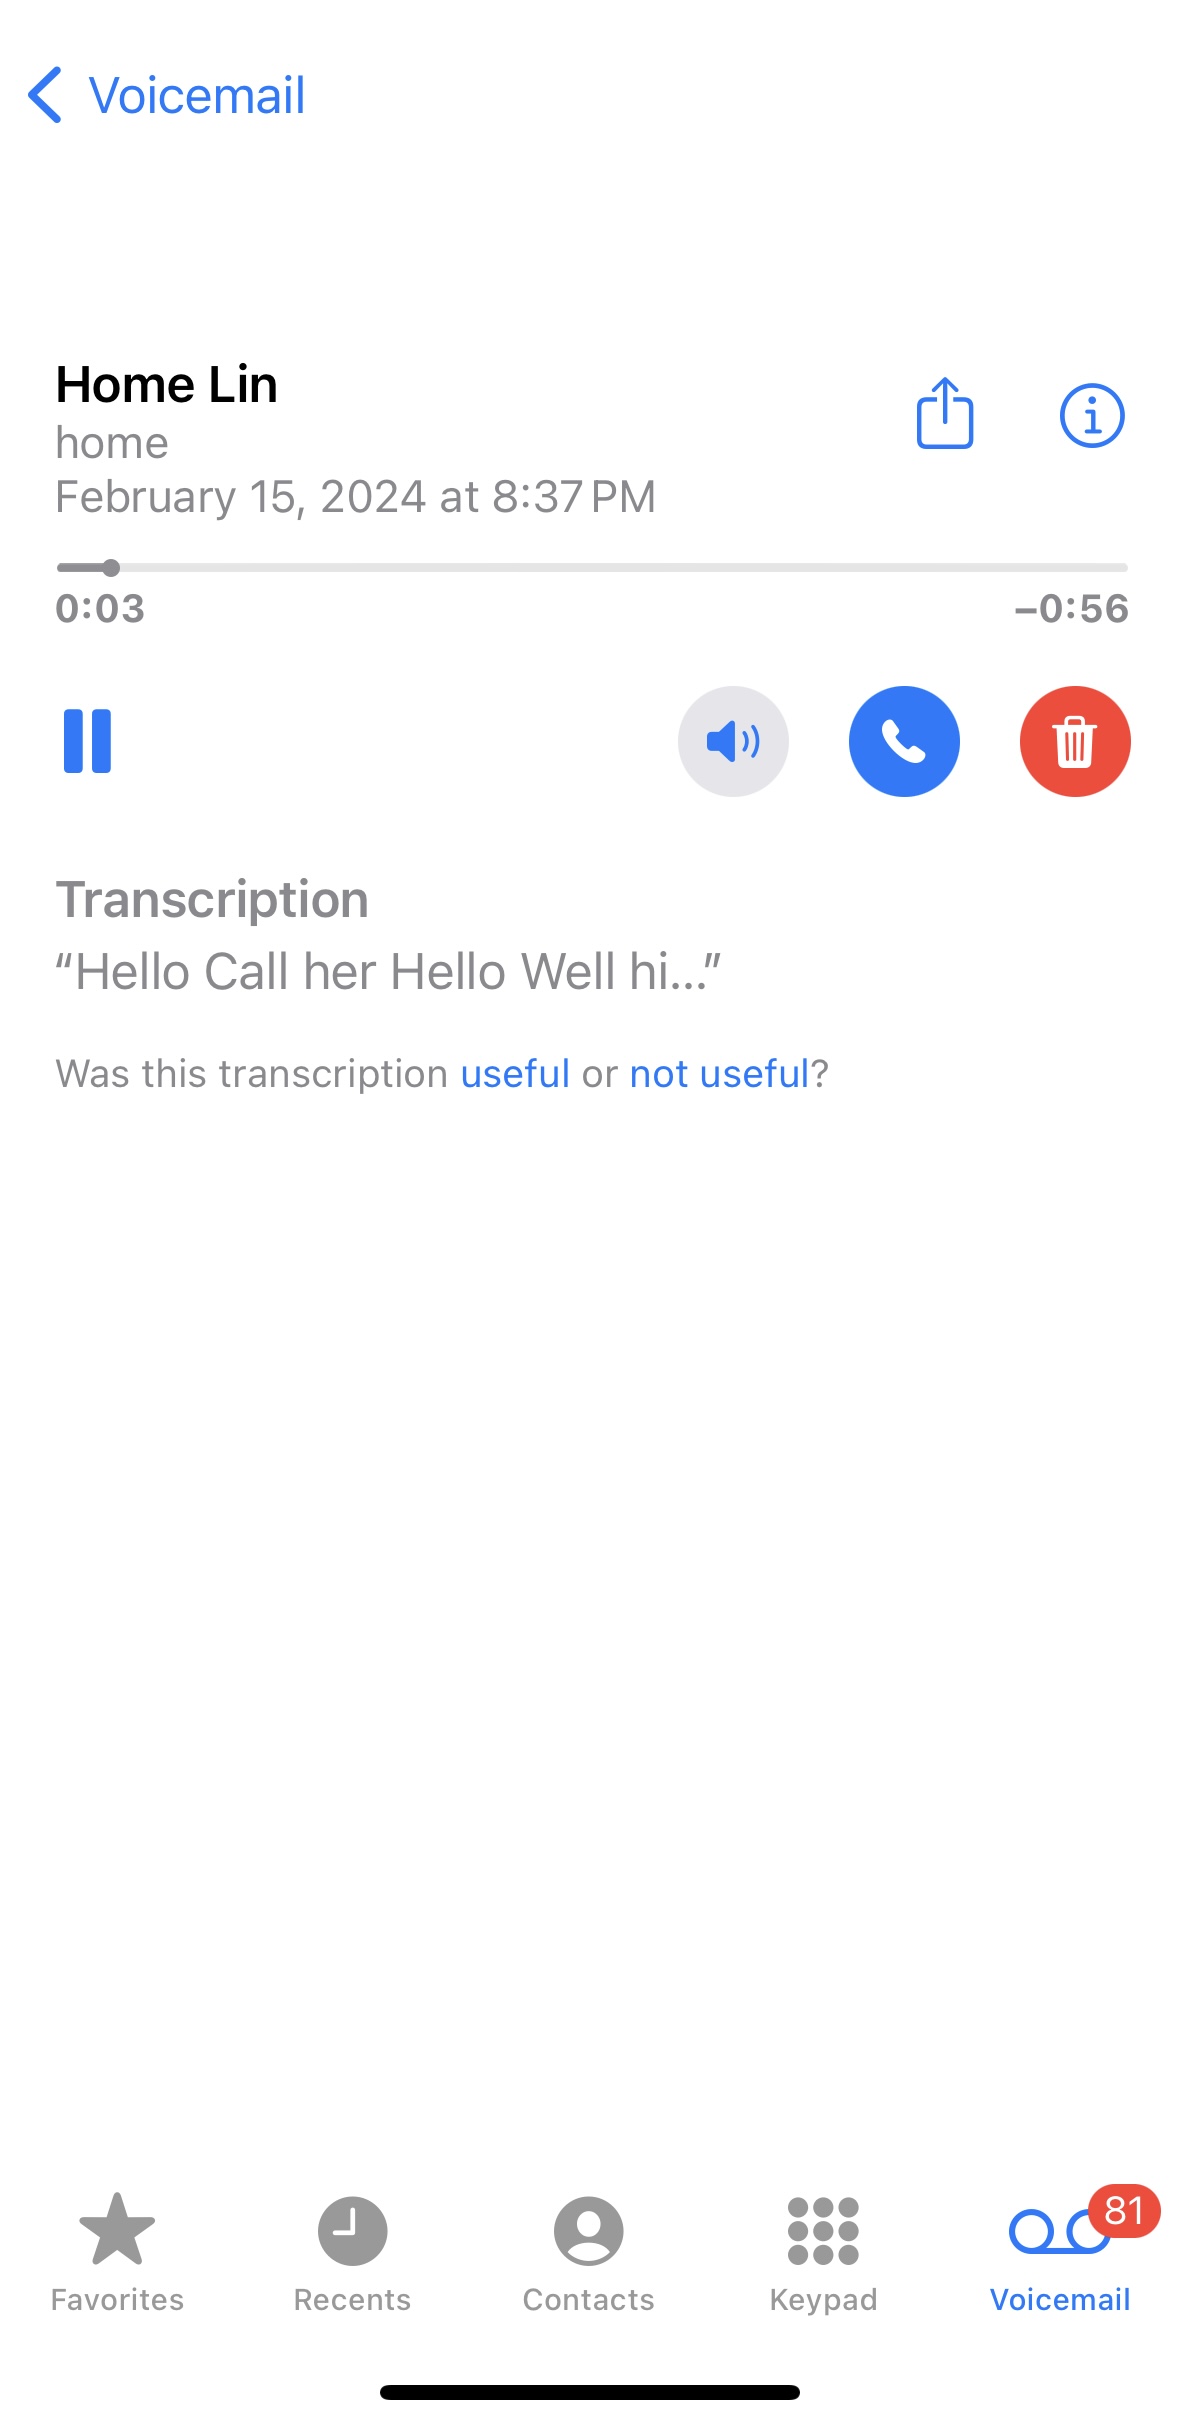 Voicemail
Home Lin
home
February 15, 2024 at 8:37 PM
0:03
–0:56
Transcription
“Hello Call her Hello Well hi...”
Was this transcription useful or not useful?
81
Favorites
Recents
Contacts
Keypad
Voicemail